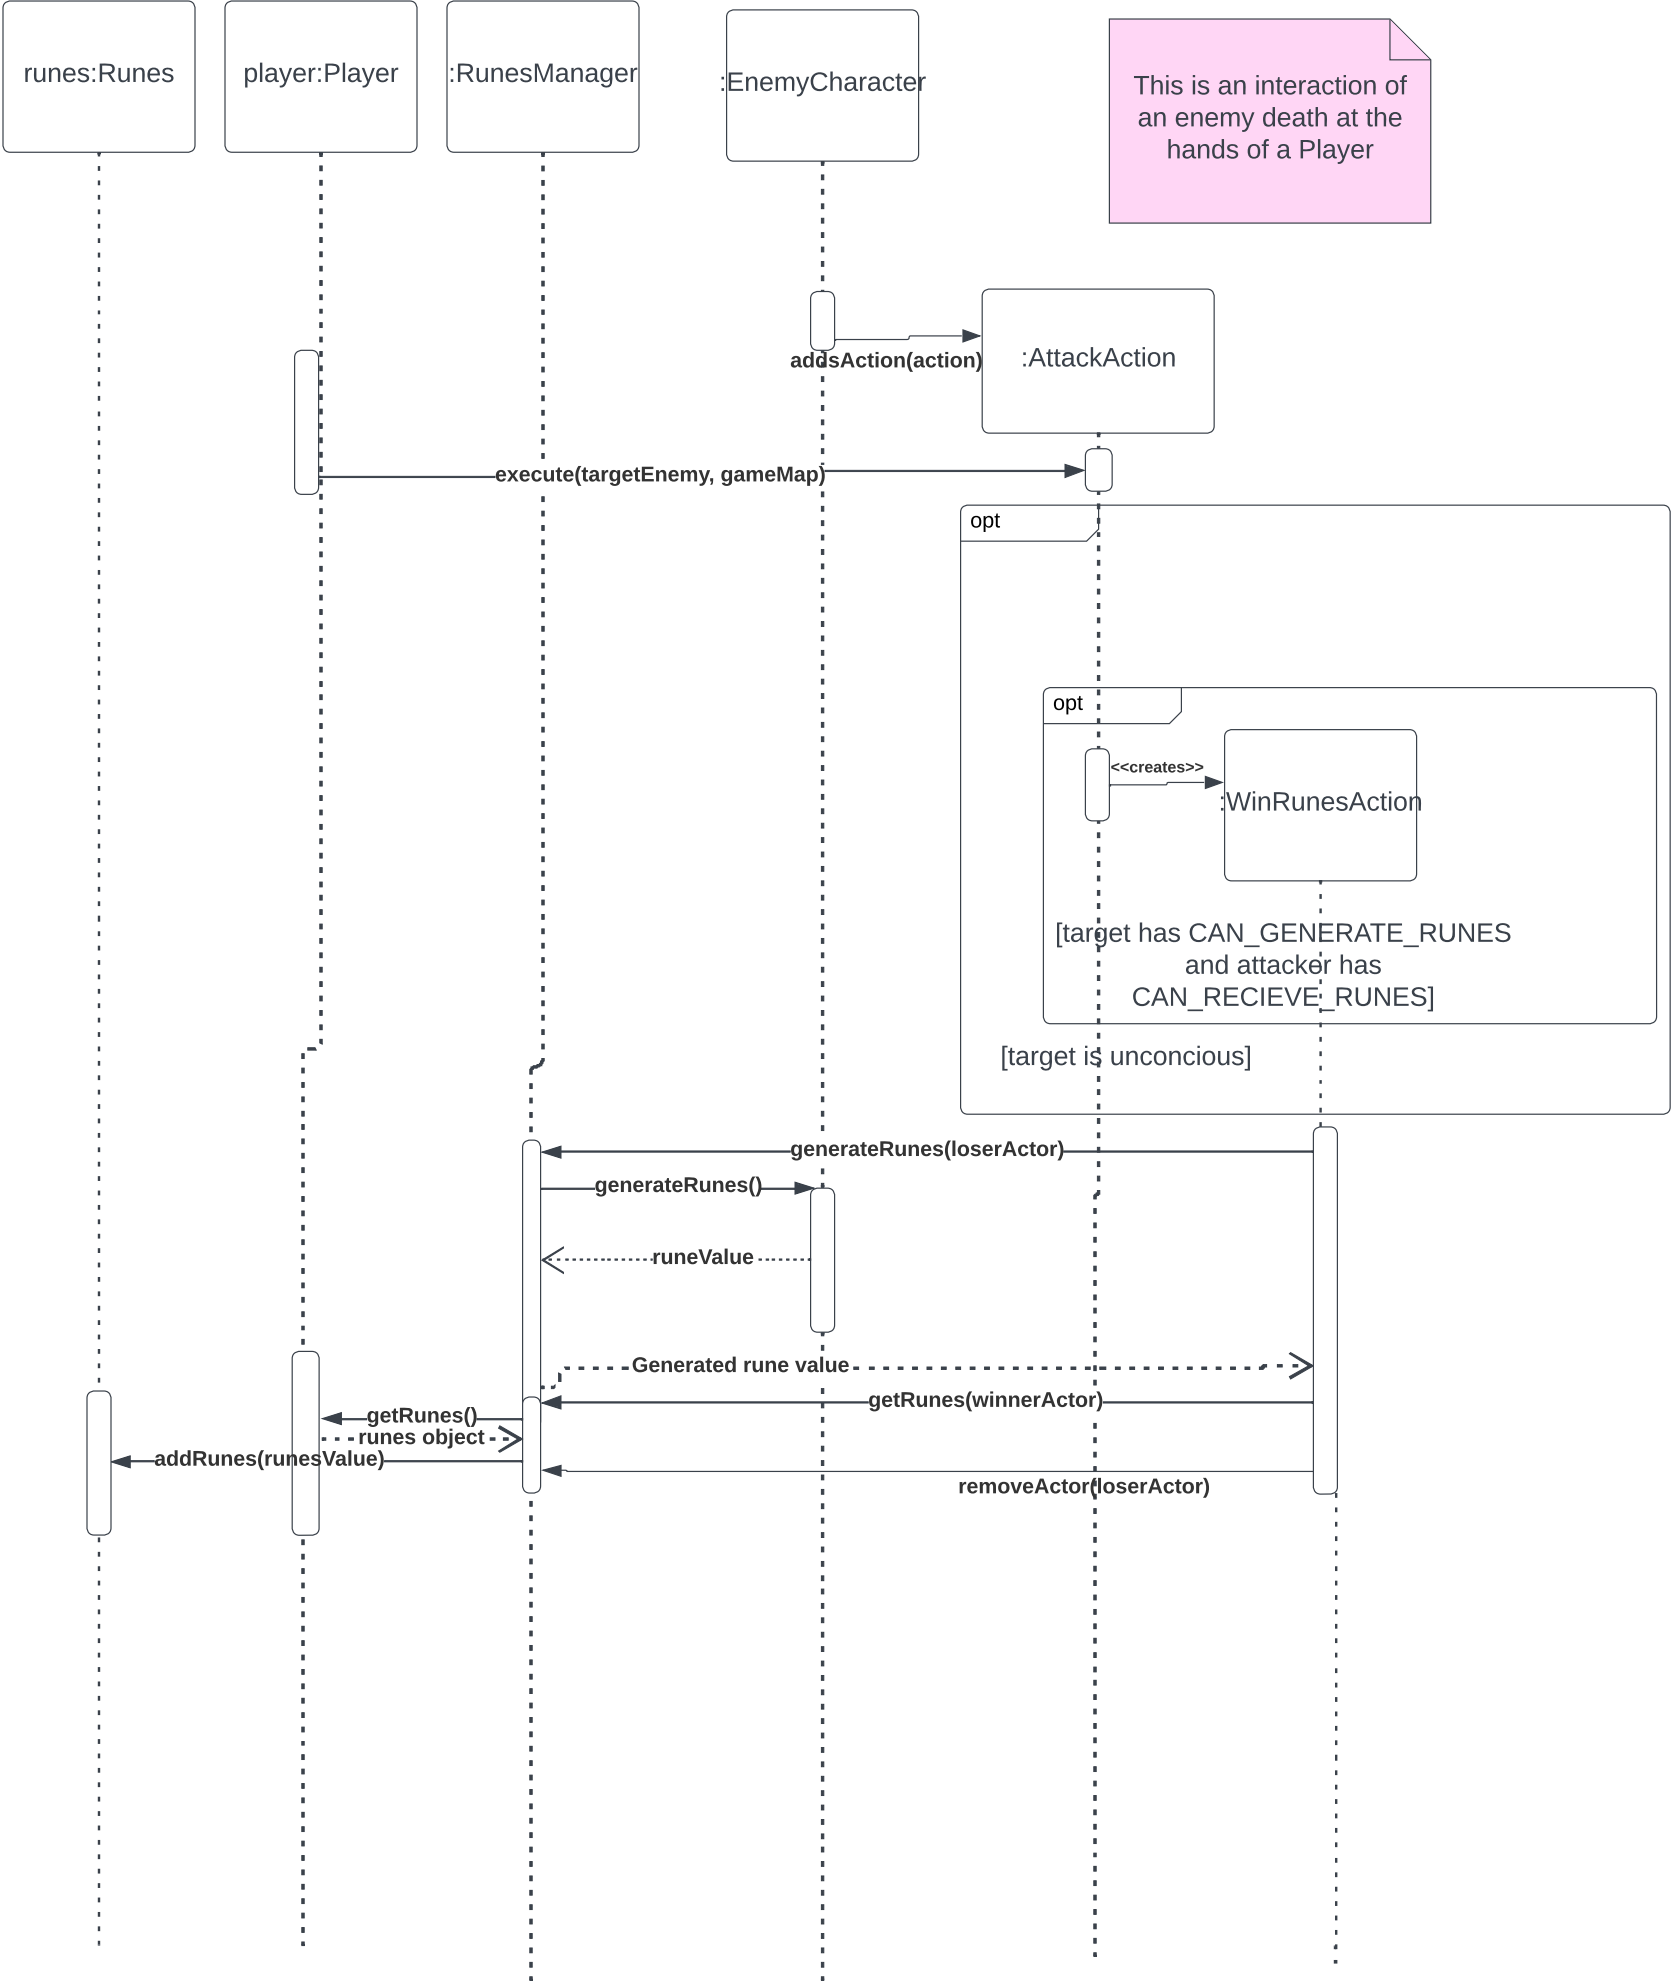 runes:Runes
player:Player
:RunesManager
:EnemyCharacter
This is an interaction of
an enemy death at the
hands of a Player
:AttackAction
addsAction(action)
execute(targetEnemy, gameMap)
opt
opt
<<creates>>
:WinRunesAction
[target has CAN_GENERATE_RUNES
and attacker has
CAN_RECIEVE_RUNES]
[target is unconcious]
generateRunes(loserActor)
generateRunes()
runeValue
Generated rune value
getRunes(winnerActor)
getRunes()
runes object
addRunes(runesValue)
removeActor(loserActor)